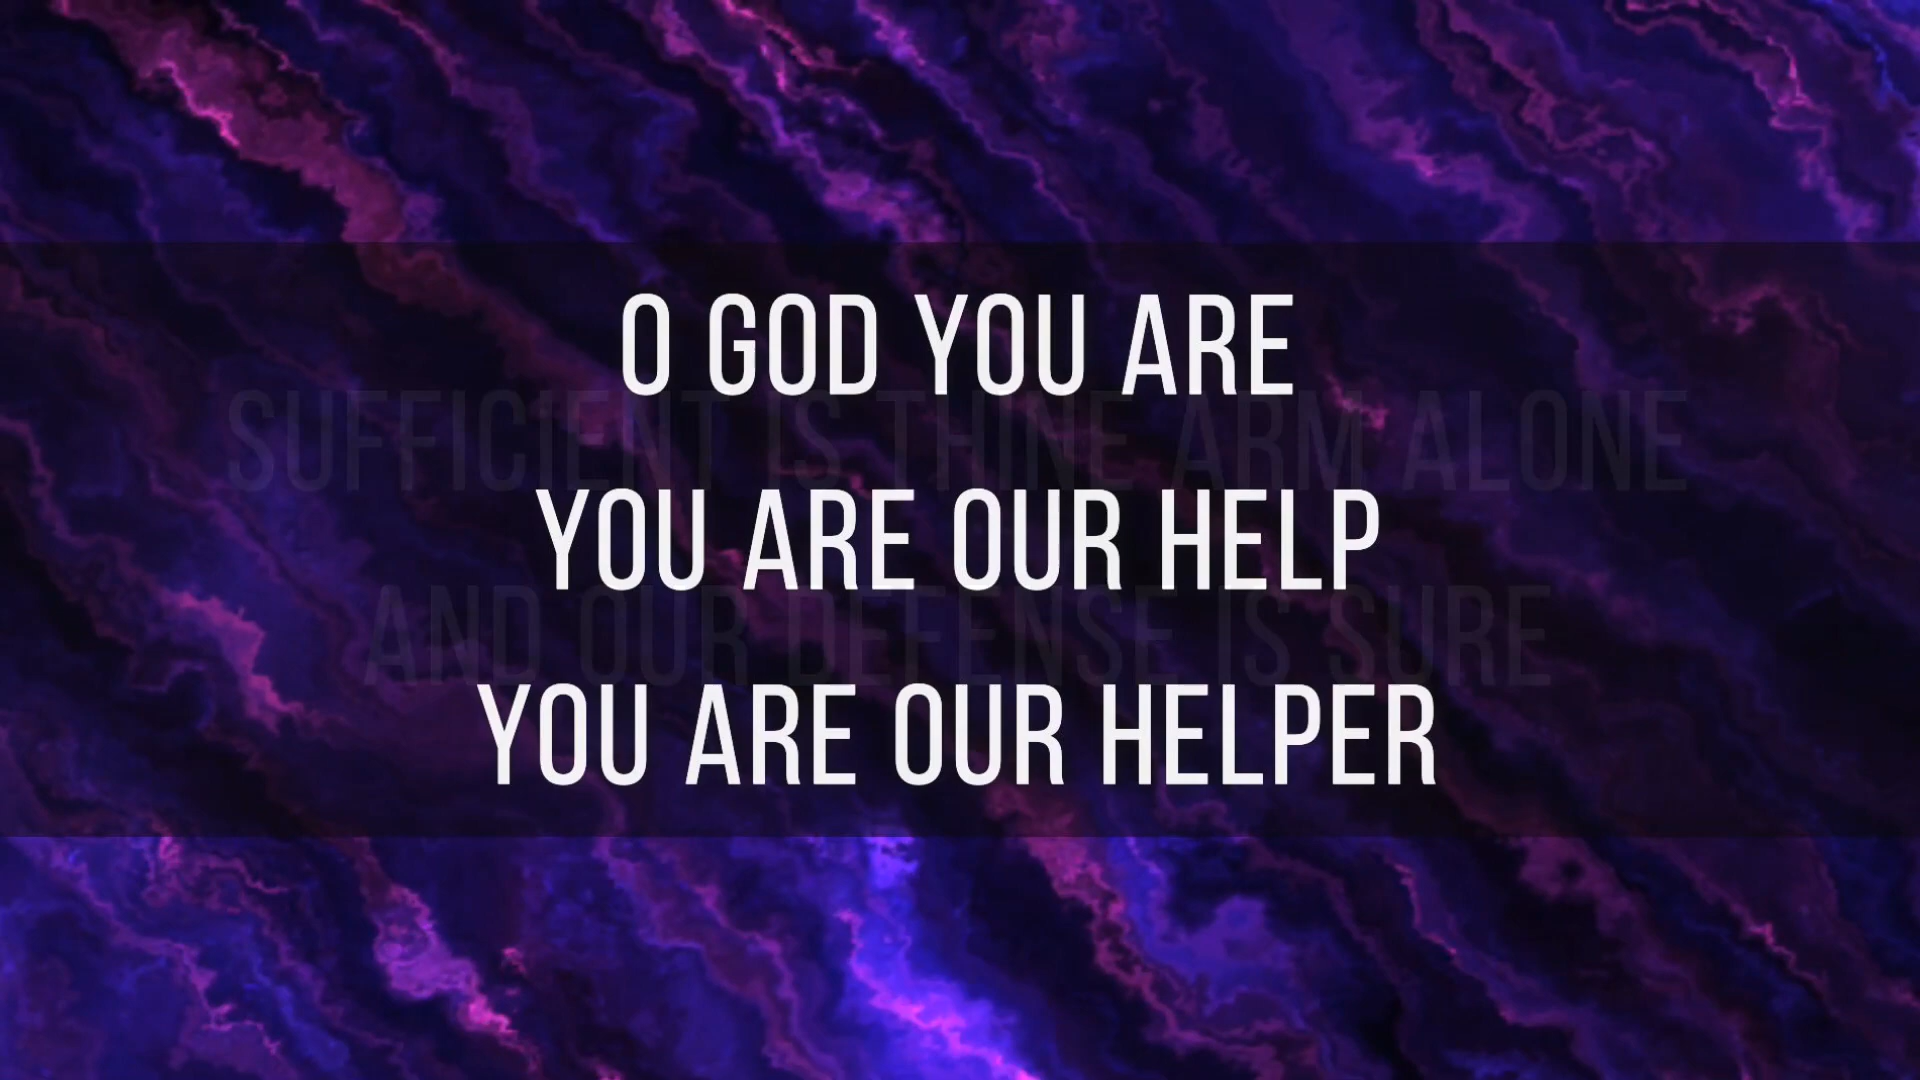 O GOD YOU ARE
SUFFICIENT IS THINE ARM ALONE
YOU ARE OUR HELP
AND OUR DEFENSE IS SURE
YOU ARE OUR HELPER